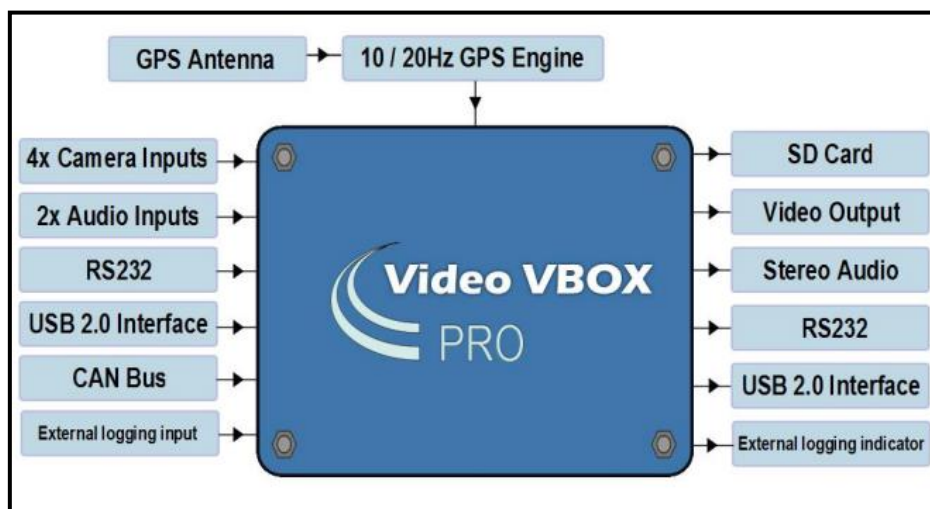 GPS Antenna
10 / 20Hz GPS Engine
4x Camera Inputs
2x Audio Inputs
RS232
USB 2.0 Interface
CAN Bus
External logging input
Video VBOX
PRO
SD Card
Video Output
Stereo Audio
RS232
USB 2.0 Interface
External logging indicator